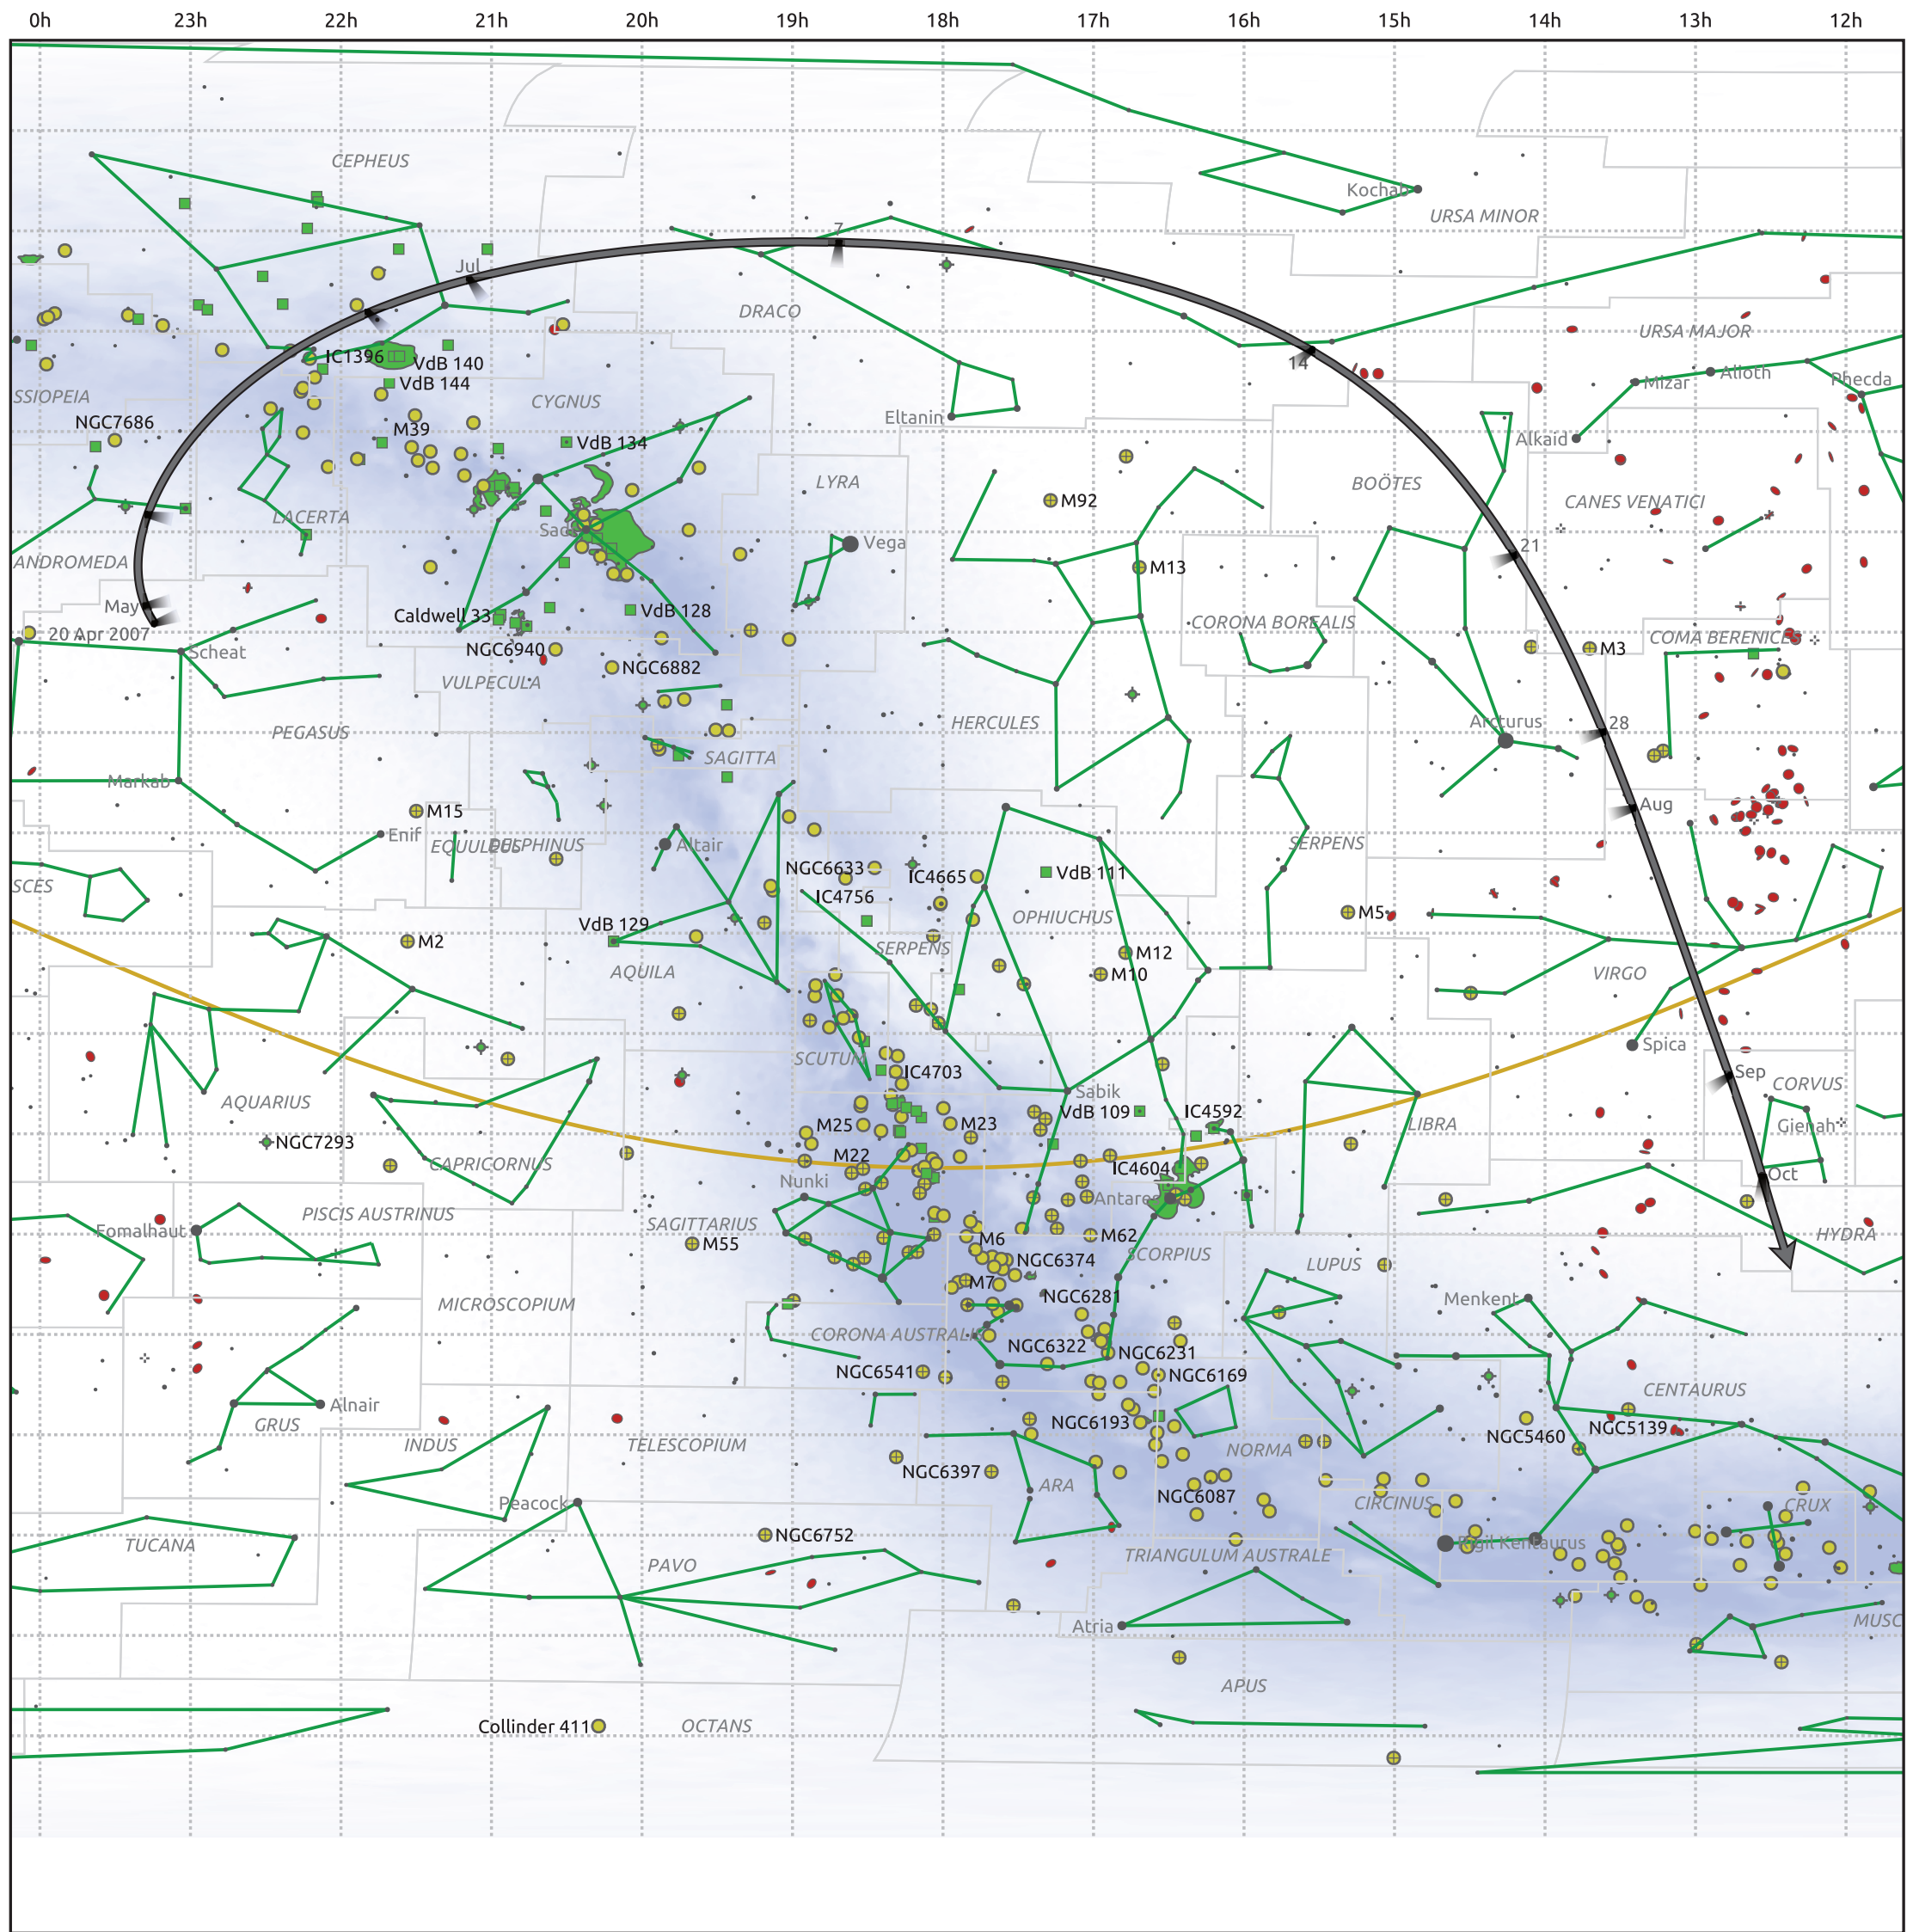 0h 23h 22h 21h 20h 19h 18h 17h 16h 15h 14h 13h 12h
CEPHEUS
Kochab
URSA MINOR
7
Jul
DRACO
URSA MAJOR
IC1396
VdB 140
14
Mizar
Alioth
Phecda
VdB 144
SSIOPEIA
CYGNUS
NGC7686
M39
Eltanin
Alkaid
VdB 134
LYRA
BOÖTES
M92
CANES VENATICI
LACERTA
Sad
Vega
21
ANDROMEDA
M13
May
Caldwell 33
VdB 128
20 Apr 2007
CORONA BOREALIS
COMA BERENICES
Scheat
NGC6940
M3
NGC6882
VULPECULA
PEGASUS
HERCULES
Arcturus
28
SAGITTA
Markab
Aug
M15
Enif
EQUULEUS
DELPHINUS
Altair
SERPENS
NGC6633
IC4665
VdB 111
SCES
IC4756
VdB 129
OPHIUCHUS
M5
M2
SERPENS
M12
AQUILA
M10
VIRGO
SCUTUM
Spica
IC4703
Sep
AQUARIUS
Sabik
CORVUS
VdB 109
IC4592
M25
M23
LIBRA
Gienah
NGC7293
CAPRICORNUS
M22
IC4604
Oct
Nunki
Antares
PISCIS AUSTRINUS
Fomalhaut
SAGITTARIUS
M55
M6
M62
HYDRA
SCORPIUS
NGC6374
LUPUS
M7
MICROSCOPIUM
NGC6281
Menkent
CORONA AUSTRALIS
NGC6322
NGC6231
NGC6541
NGC6169
CENTAURUS
Alnair
GRUS
NGC6193
NGC5460
NGC5139
INDUS
TELESCOPIUM
NORMA
NGC6397
ARA
NGC6087
Peacock
CIRCINUS
CRUX
NGC6752
TUCANA
Rigil Kentaurus
PAVO
TRIANGULUM AUSTRALE
Atria
MUSC
APUS
Collinder 411
OCTANS